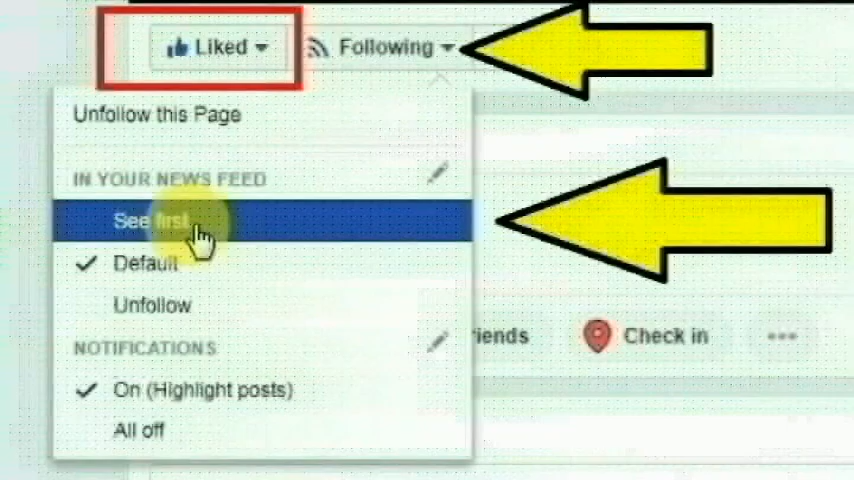 Liked
Following
Unfollow this Page
IN YOUR NEWS FEED
See first
Default
Unfollow
riends
Check in
NOTIFICATIONS
On (Highlight posts)
All off